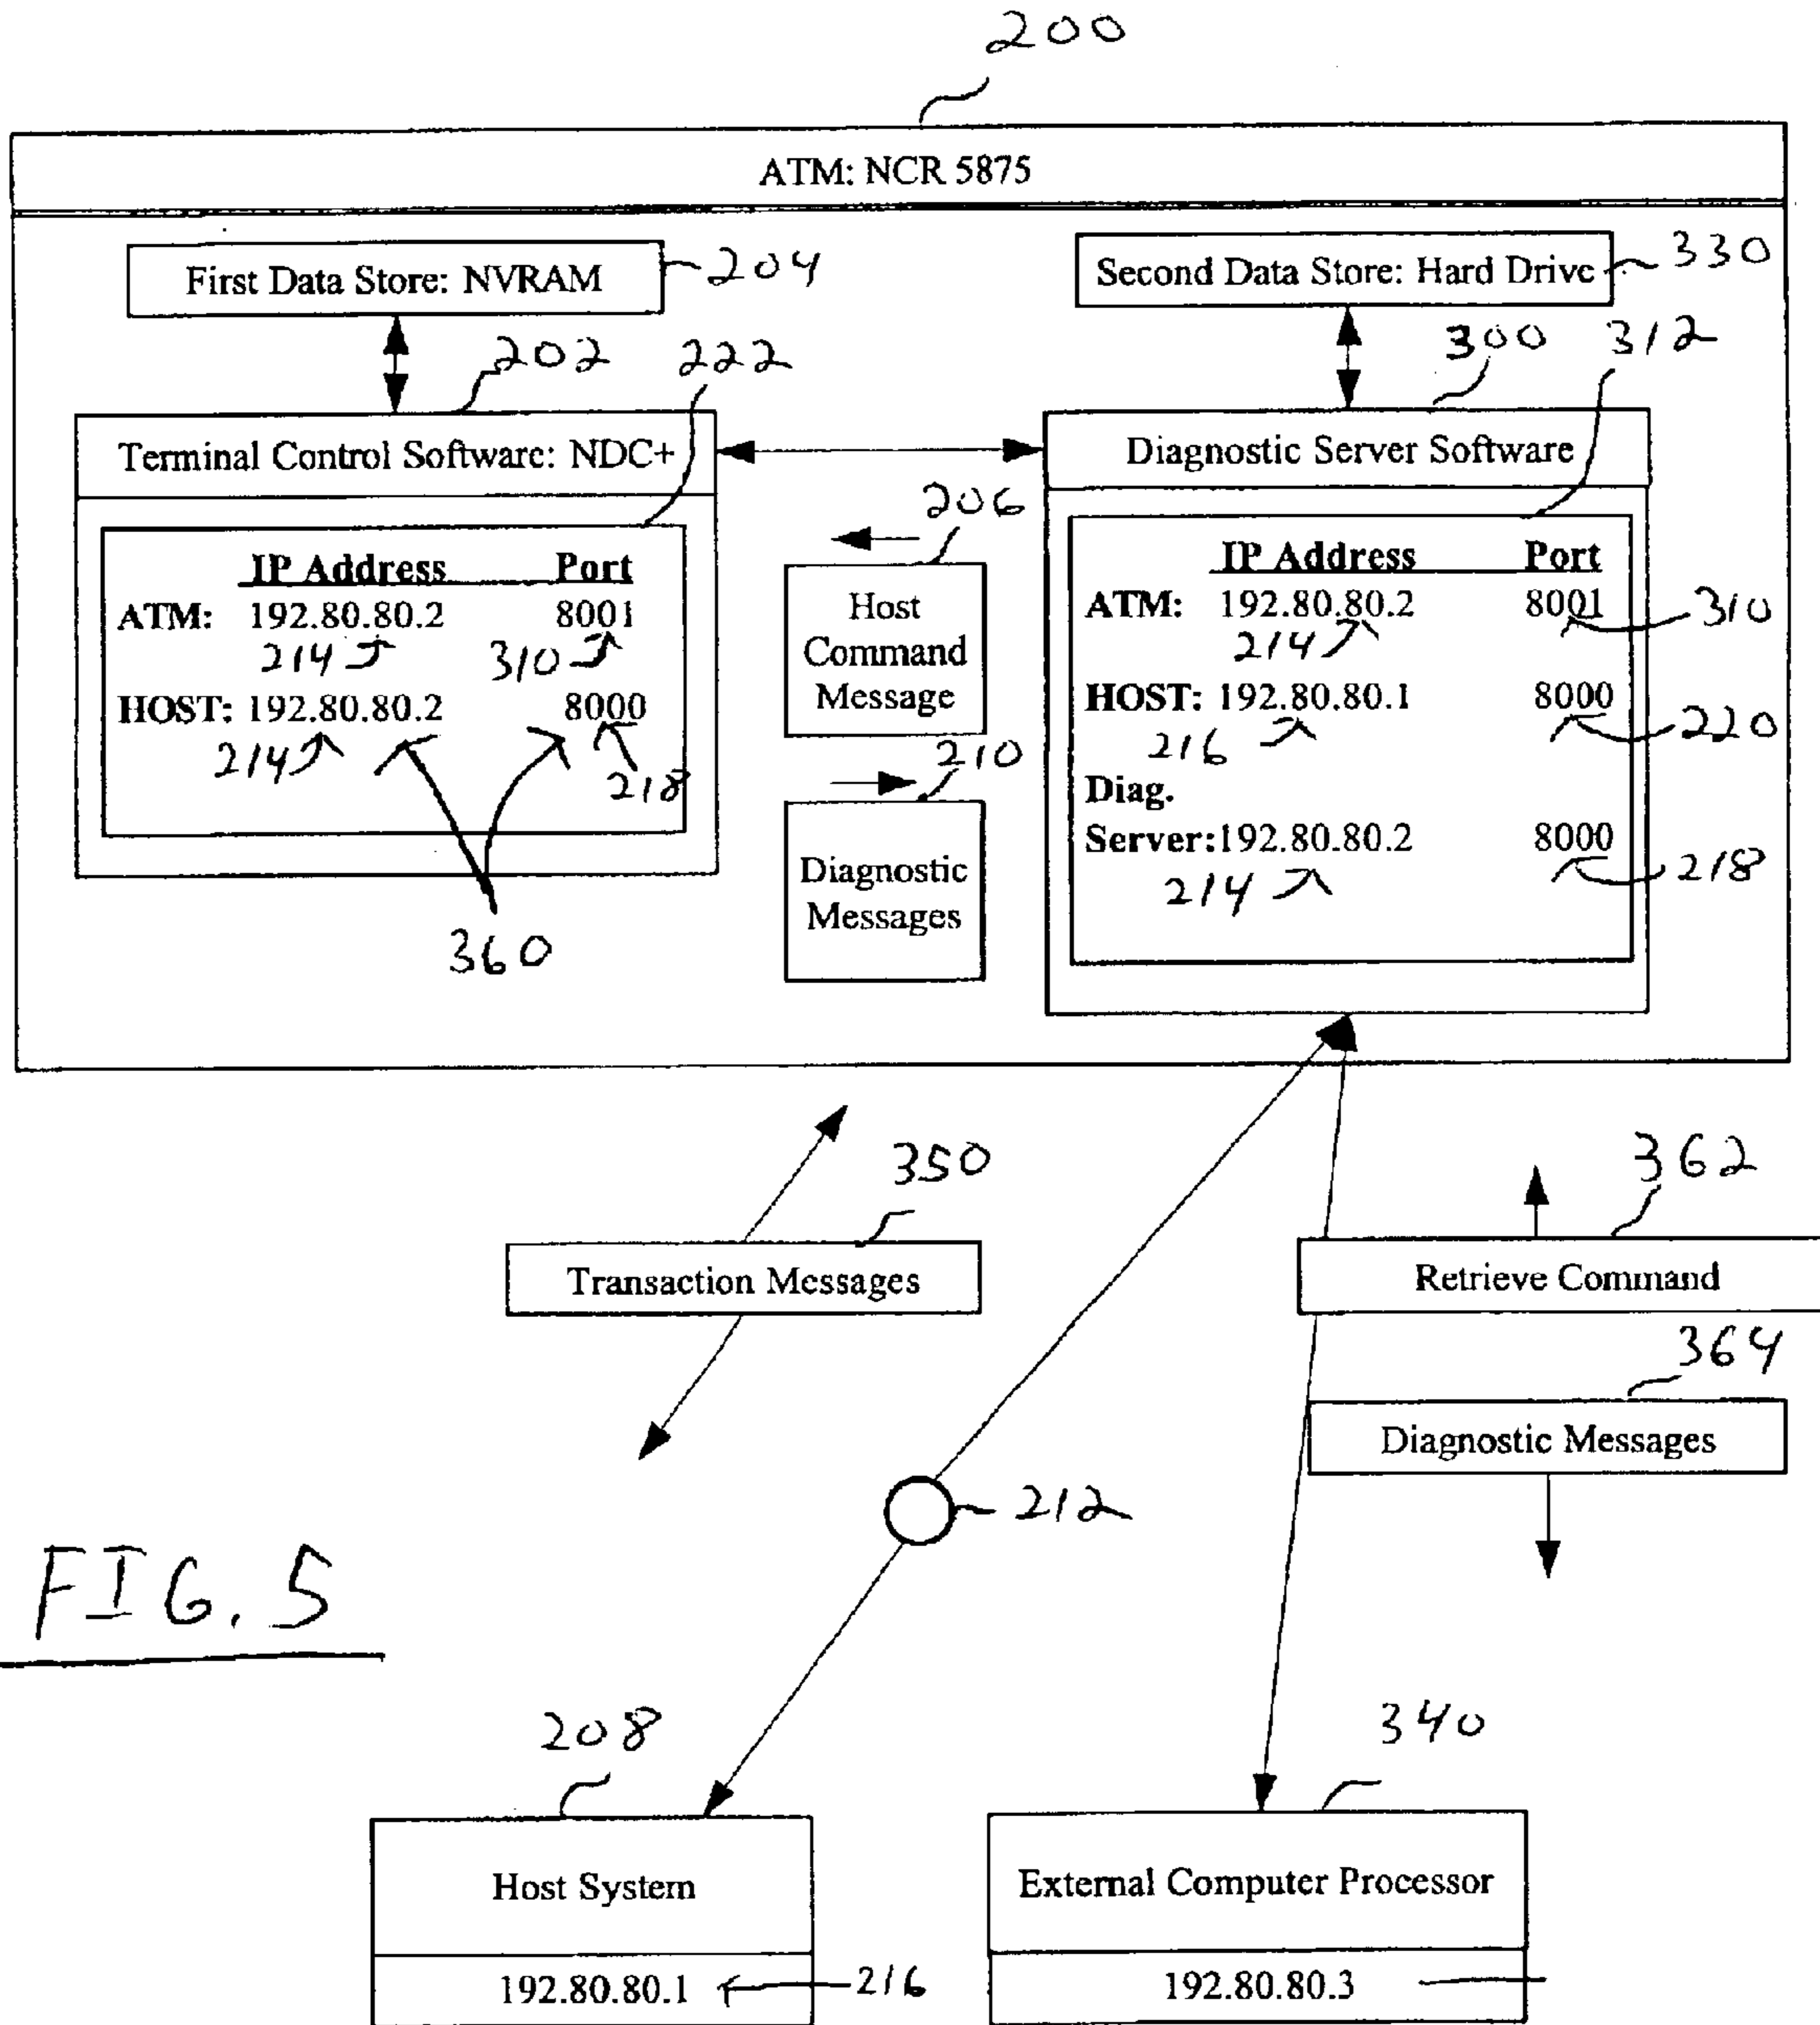 200
ATM: NCR 5875
First Data Store: NVRAM 204
Second Data Store: Hard Drive 330
202 222
300 312
Terminal Control Software: NDC+
Diagnostic Server Software
IP Address Port
ATM: 192.80.80.2 8001
214 310
HOST: 192.80.80.2 8000
214 218
360
206
Host
Command
Message
210
Diagnostic
Messages
IP Address Port
ATM: 192.80.80.2 8001 310
214
HOST: 192.80.80.1 8000 220
216
Diag.
Server: 192.80.80.2 8000 218
214
350
Transaction Messages
362
Retrieve Command
364
Diagnostic Messages
212
FIG. 5
208
Host System
192.80.80.1 216
340
External Computer Processor
192.80.80.3